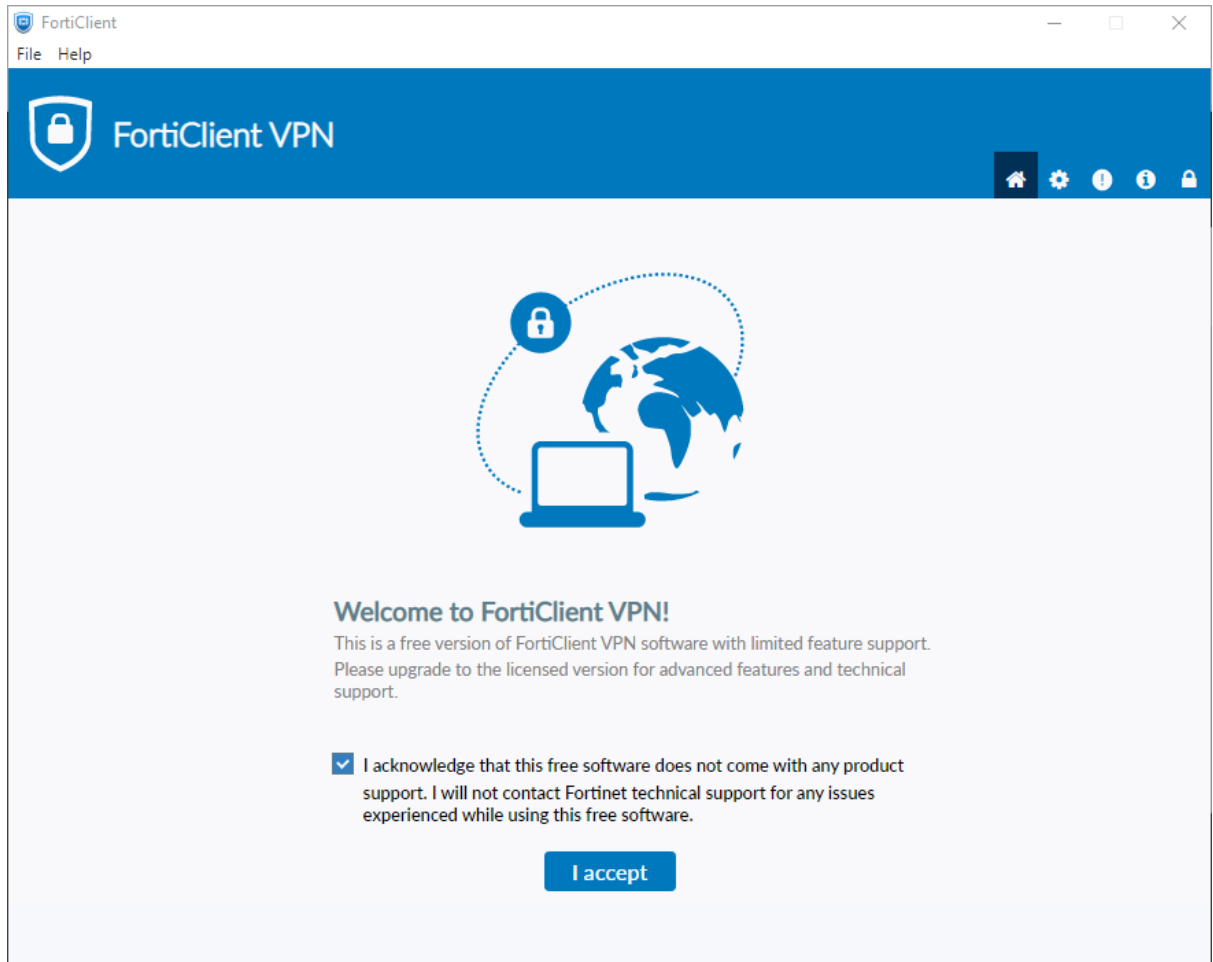 FortiClient
File Help
FortiClient VPN
Welcome to FortiClient VPN!
This is a free version of FortiClient VPN software with limited feature support.
Please upgrade to the licensed version for advanced features and technical
support.
I acknowledge that this free software does not come with any product
support. I will not contact Fortinet technical support for any issues
experienced while using this free software.
I accept